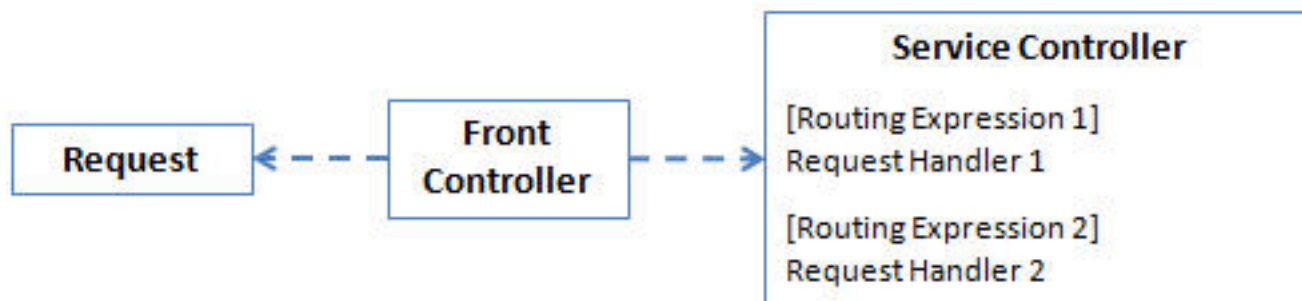 Request
Front
Controller
Service Controller
[Routing Expression 1]
Request Handler 1
[Routing Expression 2]
Request Handler 2